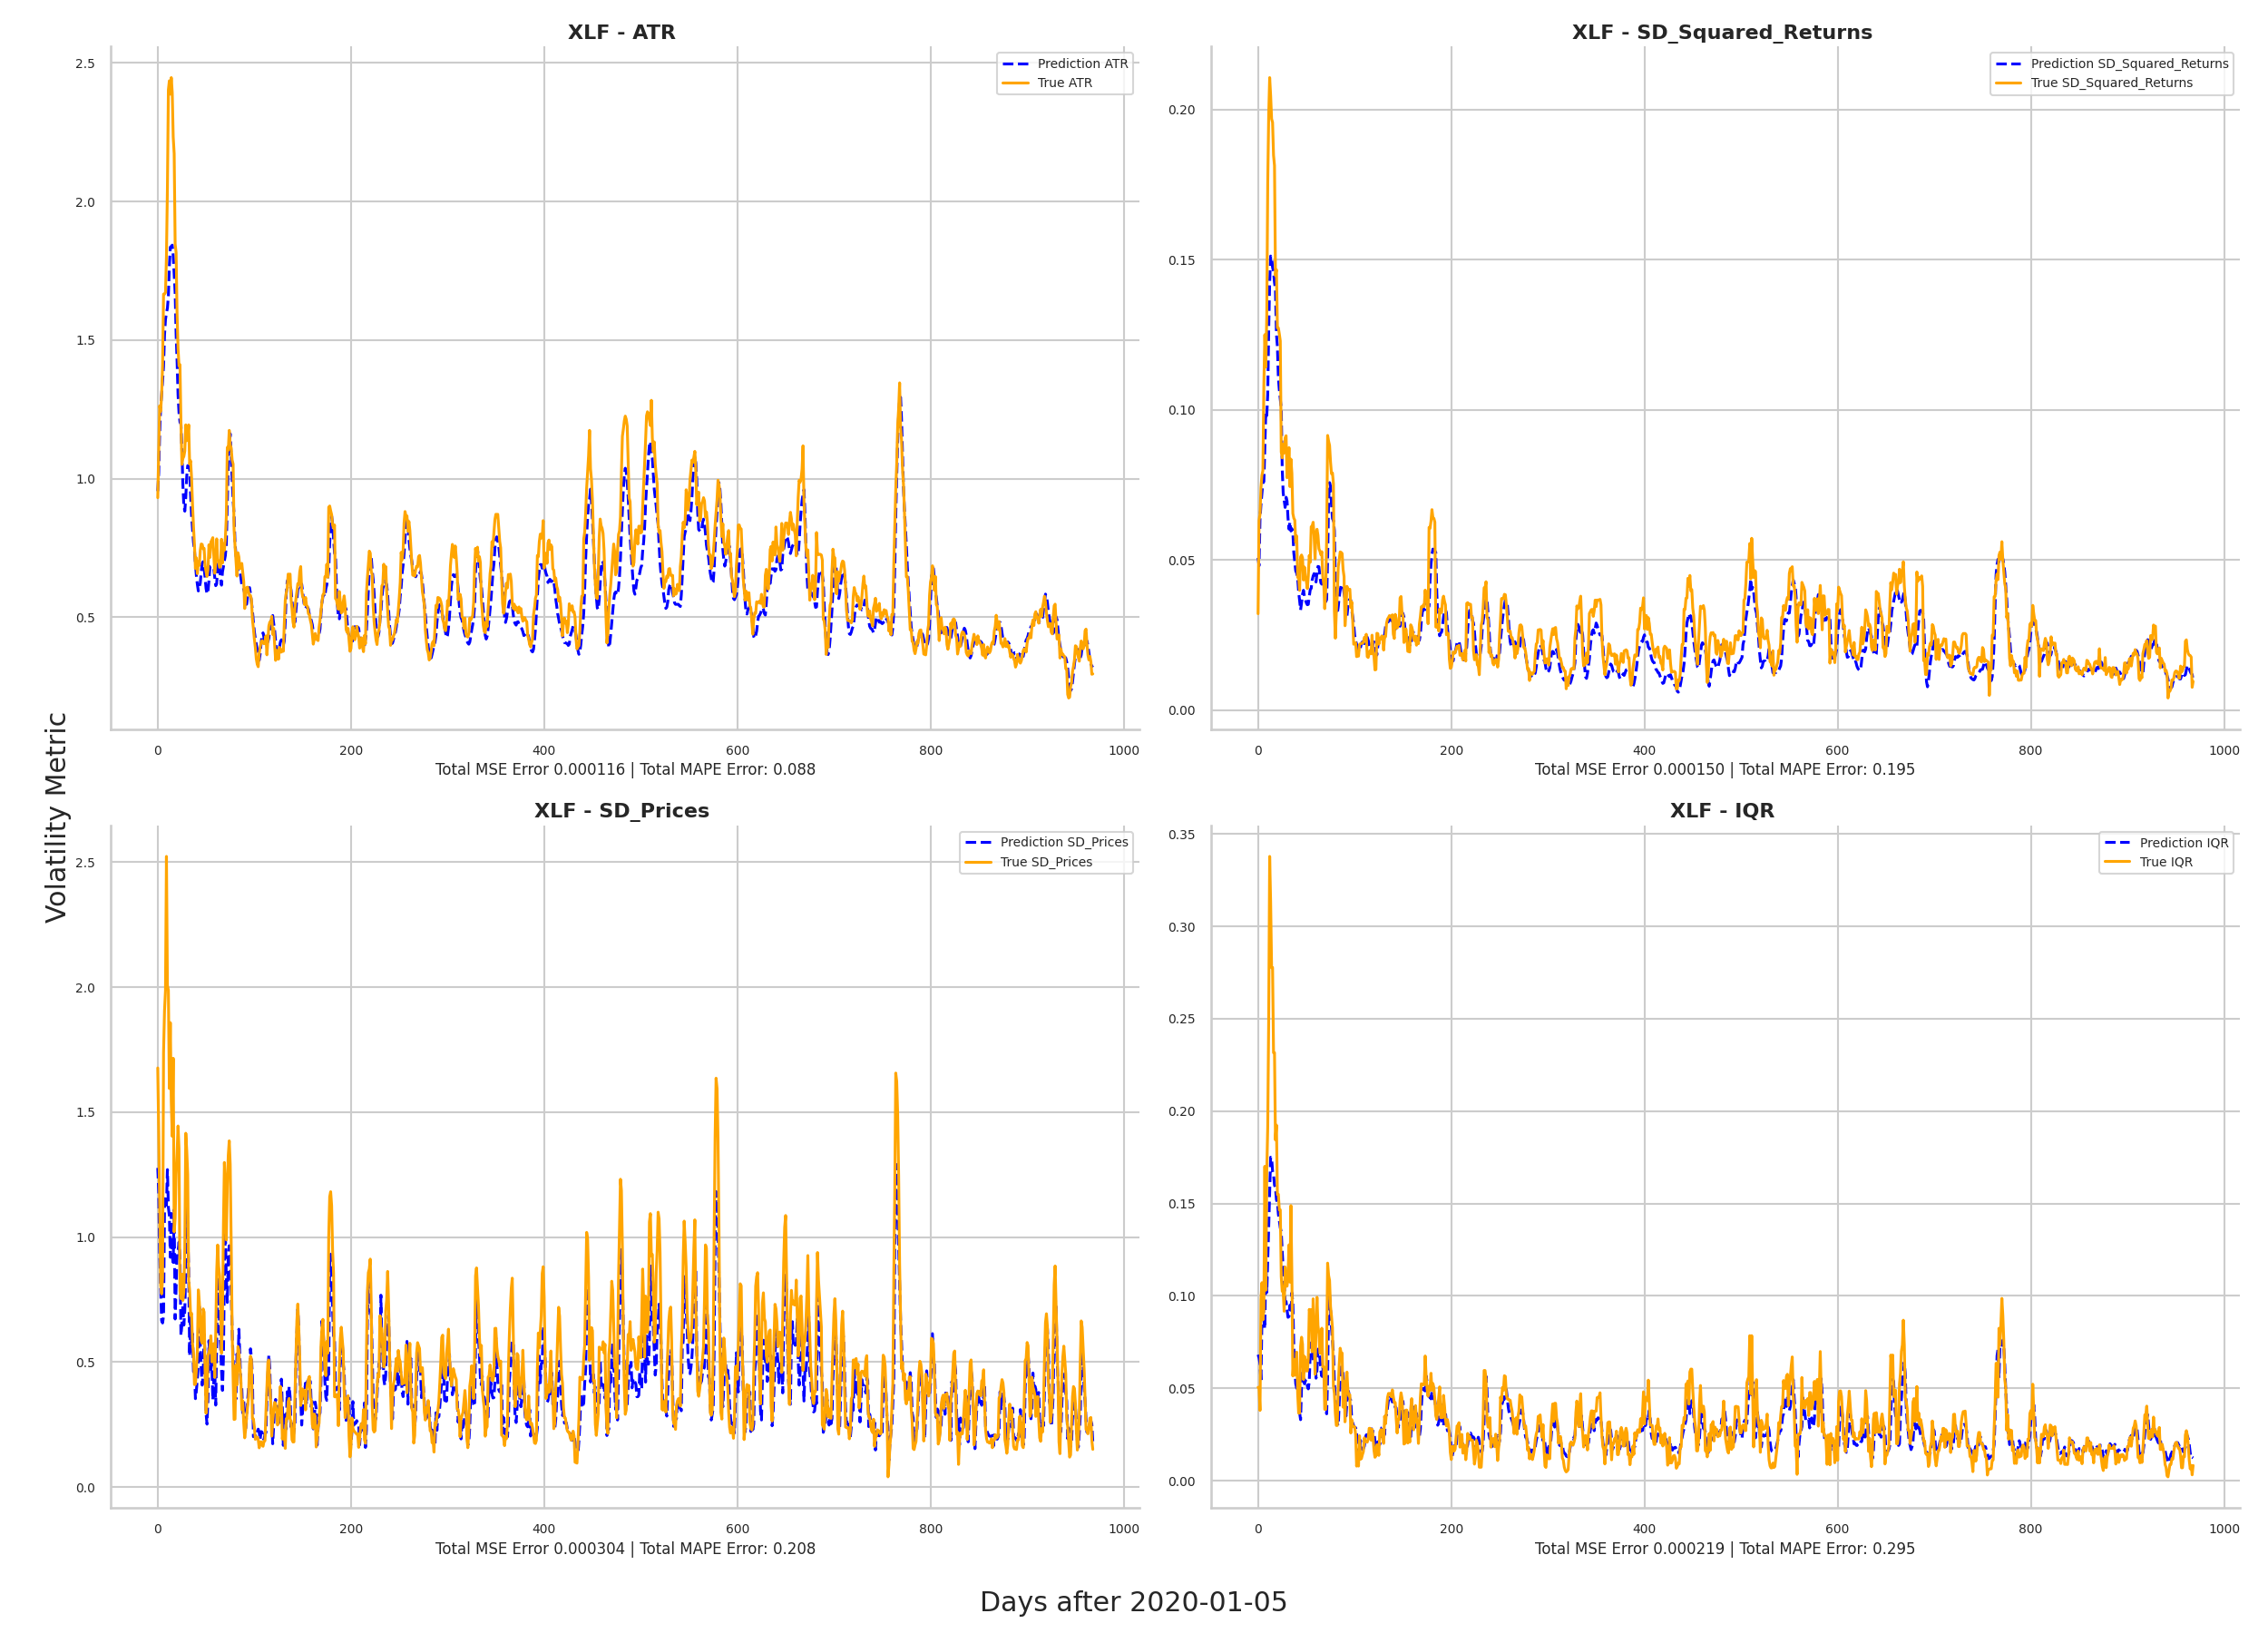 XLF - ATR
Prediction ATR
True ATR
2.5
2.0
1.5
1.0
0.5
0
200
400
600
800
1000
Total MSE Error 0.000116 | Total MAPE Error: 0.088
XLF - SD_Squared_Returns
Prediction SD_Squared_Returns
True SD_Squared_Returns
0.20
0.15
0.10
0.05
0.00
0
200
400
600
800
1000
Total MSE Error 0.000150 | Total MAPE Error: 0.195
Volatility Metric
XLF - SD_Prices
Prediction SD_Prices
True SD_Prices
2.5
2.0
1.5
1.0
0.5
0.0
0
200
400
600
800
1000
Total MSE Error 0.000304 | Total MAPE Error: 0.208
XLF - IQR
Prediction IQR
True IQR
0.35
0.30
0.25
0.20
0.15
0.10
0.05
0.00
0
200
400
600
800
1000
Total MSE Error 0.000219 | Total MAPE Error: 0.295
Days after 2020-01-05